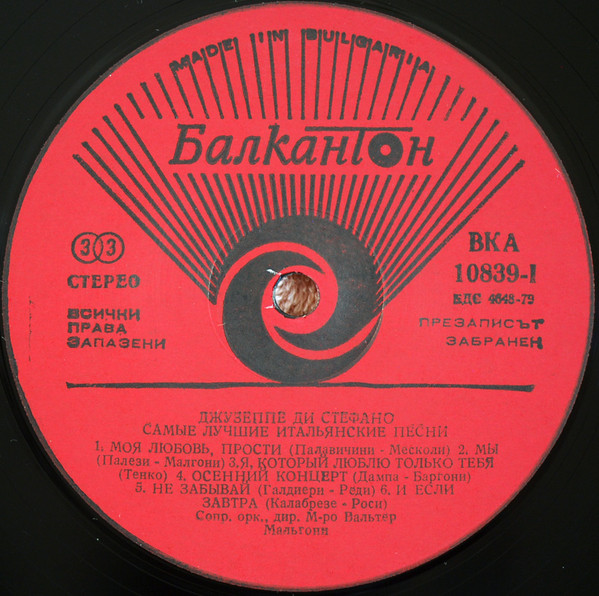 MADE IN BULGARIA
Балкантон
33
СТЕРЕО
ВСИЧКИ
ПРАВА
ЗАПАЗЕНИ
ВКА
10839-I
БДС 4648-79
ПРЕЗАПИСЪТ
ЗАБРАНЕН
ДЖУЗЕППЕ ДИ СТЕФАНО
САМЫЕ ЛУЧШИЕ ИТАЛЬЯНСКИЕ ПЕСНИ
1. МОЯ ЛЮБОВЬ, ПРОСТИ (Палавичини - Месколи) 2. МЫ
(Палези - Малгони) 3.Я, КОТОРЫЙ ЛЮБЛЮ ТОЛЬКО ТЕБЯ
(Тенко) 4. ОСЕННИЙ КОНЦЕРТ (Дампа - Баргони)
5. НЕ ЗАБЫВАЙ (Галдиери - Реди) 6. И ЕСЛИ
ЗАВТРА (Калабрезе - Роси)
Сопр. орк., дир. М-ро Вальтер
Мальгони